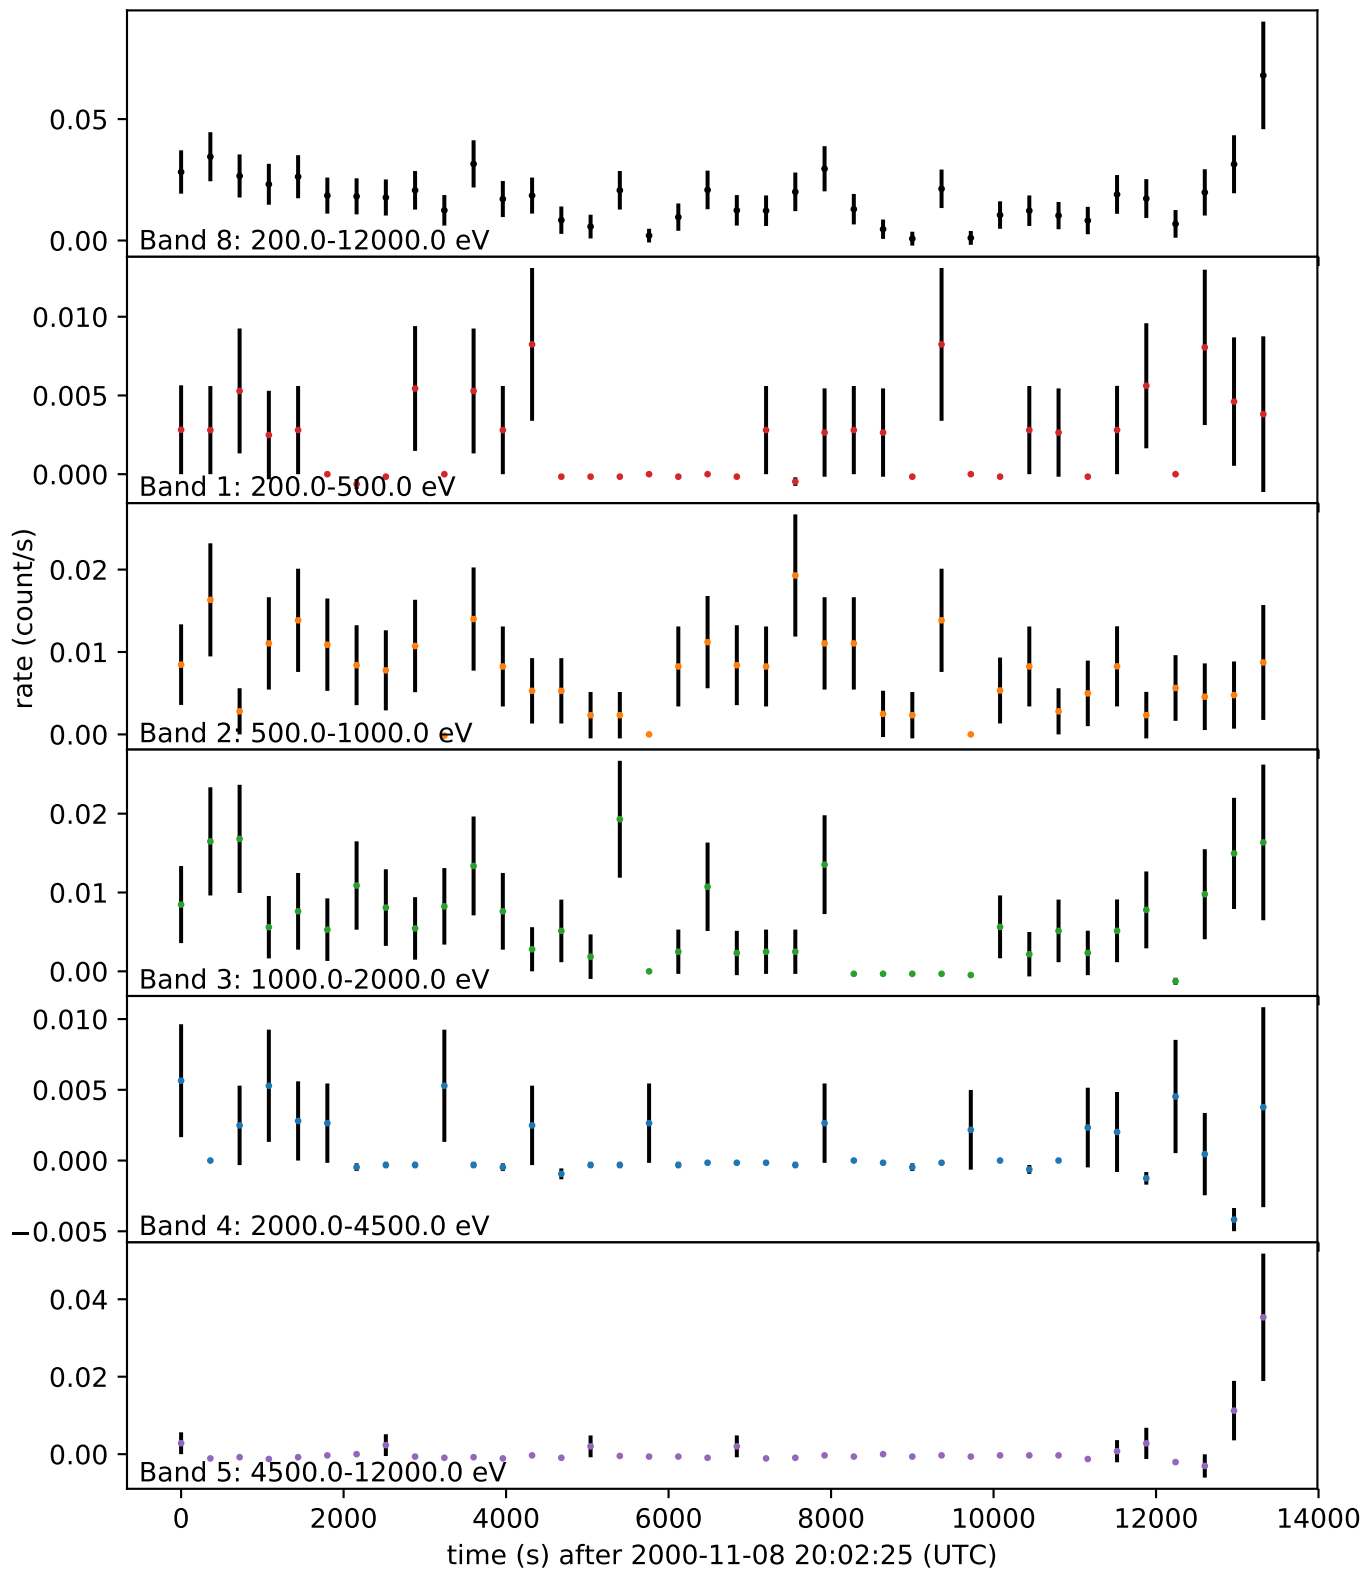 0.05
0.00
Band 8: 200.0-12000.0 eV
0.010
0.005
0.000
Band 1: 200.0-500.0 eV
rate (count/s)
0.02
0.01
0.00
Band 2: 500.0-1000.0 eV
0.02
0.01
0.00
Band 3: 1000.0-2000.0 eV
0.010
0.005
0.000
−0.005
Band 4: 2000.0-4500.0 eV
0.04
0.02
0.00
Band 5: 4500.0-12000.0 eV
0 2000 4000 6000 8000 10000 12000 14000
time (s) after 2000-11-08 20:02:25 (UTC)